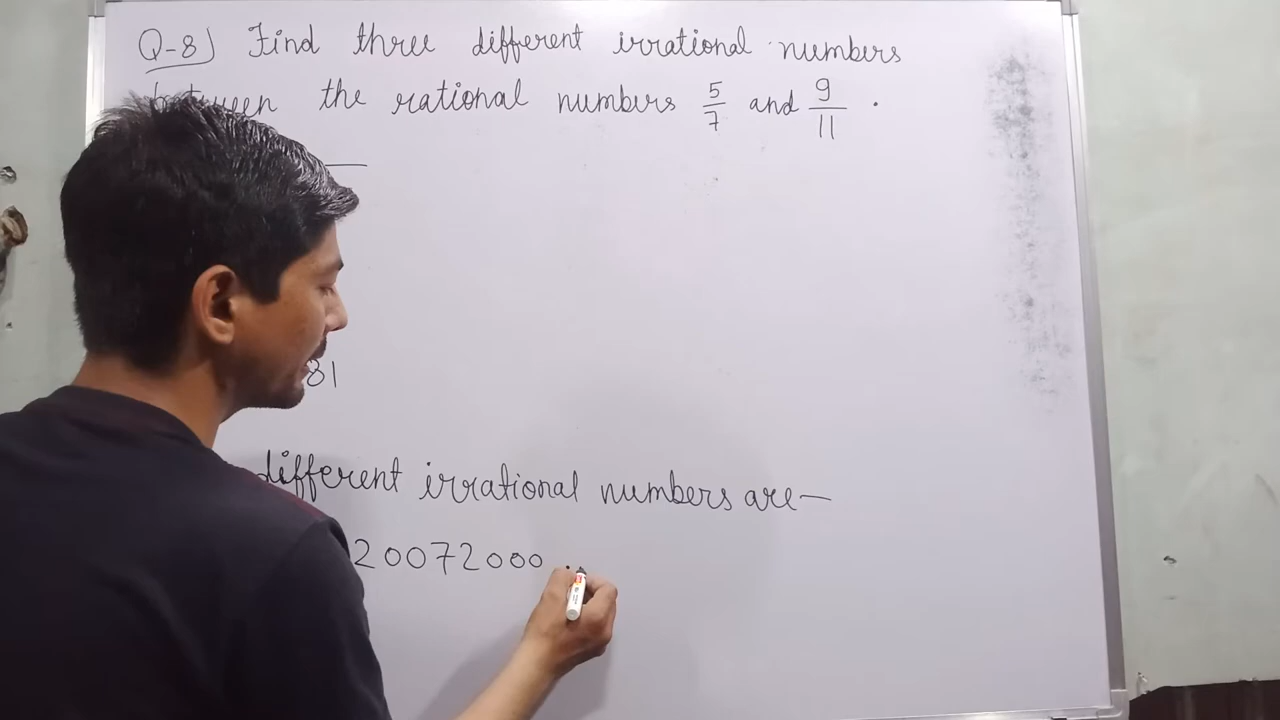 Q-8) Find three different irrational numbers
between the rational numbers 5/7 and 9/11 .
81
different irrational numbers are—
20072000 ..